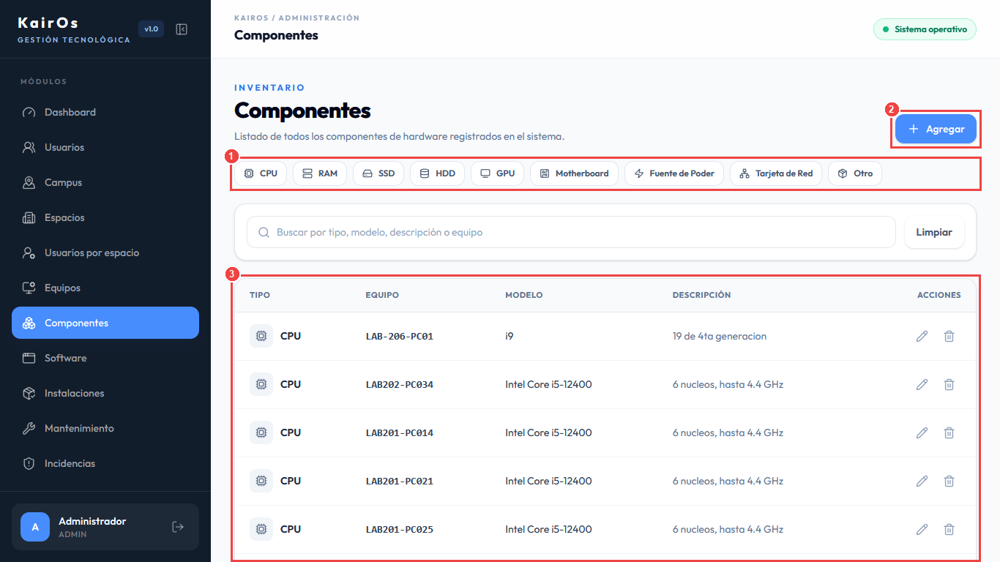 KairOs
GESTIÓN TECNOLÓGICA
v1.0
MÓDULOS
Dashboard
Usuarios
Campus
Espacios
Usuarios por espacio
Equipos
Componentes
Software
Instalaciones
Mantenimiento
Incidencias
A
Administrador
ADMIN
KAIROS / ADMINISTRACIÓN
Componentes
Sistema operativo
INVENTARIO
Componentes
Listado de todos los componentes de hardware registrados en el sistema.
2
Agregar
1
CPU RAM SSD HDD GPU Motherboard Fuente de Poder Tarjeta de Red Otro
Buscar por tipo, modelo, descripción o equipo
Limpiar
3
TIPO EQUIPO MODELO DESCRIPCIÓN ACCIONES
CPU LAB-206-PC01 i9 19 de 4ta generacion
CPU LAB202-PC034 Intel Core i5-12400 6 nucleos, hasta 4.4 GHz
CPU LAB201-PC014 Intel Core i5-12400 6 nucleos, hasta 4.4 GHz
CPU LAB201-PC021 Intel Core i5-12400 6 nucleos, hasta 4.4 GHz
CPU LAB201-PC025 Intel Core i5-12400 6 nucleos, hasta 4.4 GHz